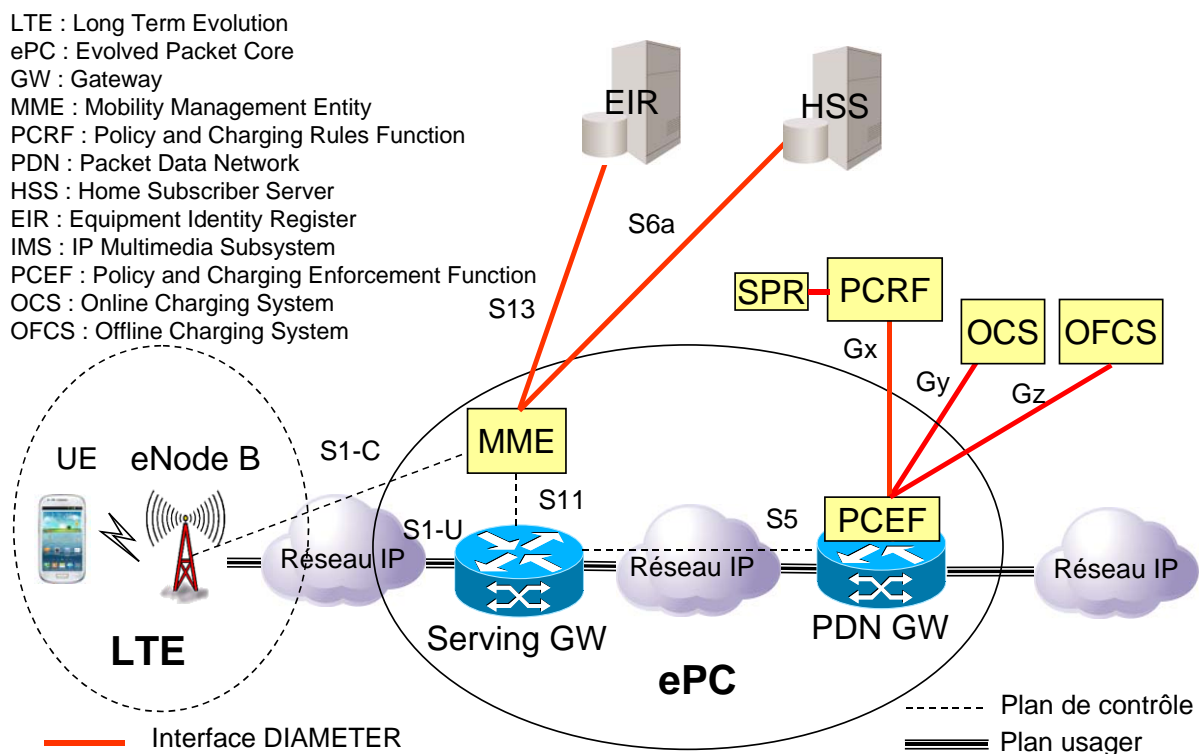 LTE : Long Term Evolution
ePC : Evolved Packet Core
GW : Gateway
MME : Mobility Management Entity
PCRF : Policy and Charging Rules Function
PDN : Packet Data Network
HSS : Home Subscriber Server
EIR : Equipment Identity Register
IMS : IP Multimedia Subsystem
PCEF : Policy and Charging Enforcement Function
OCS : Online Charging System
OFCS : Offline Charging System
EIR
HSS
S6a
S13
SPR
PCRF
OCS
OFCS
Gx
Gy
Gz
MME
UE
eNode B
S1-C
S11
S1-U
S5
PCEF
Réseau IP
Réseau IP
Réseau IP
Serving GW
PDN GW
LTE
ePC
Plan de contrôle
Interface DIAMETER
Plan usager